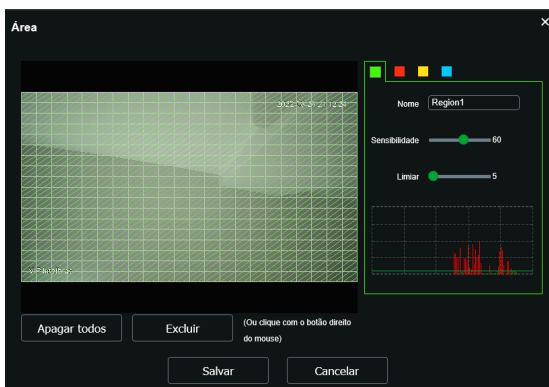 Área
×
Nome
Region1
Sensibilidade
60
Limiar
5
Apagar todos
Excluir
(Ou clique com o botão direito
do mouse)
Salvar
Cancelar